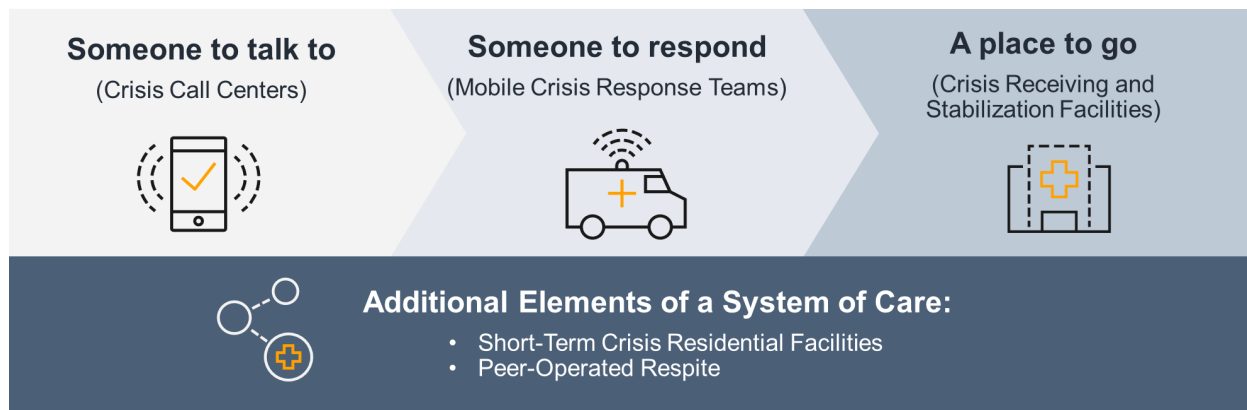 Someone to talk to
(Crisis Call Centers)
Someone to respond
(Mobile Crisis Response Teams)
A place to go
(Crisis Receiving and
Stabilization Facilities)
Additional Elements of a System of Care:
• Short-Term Crisis Residential Facilities
• Peer-Operated Respite